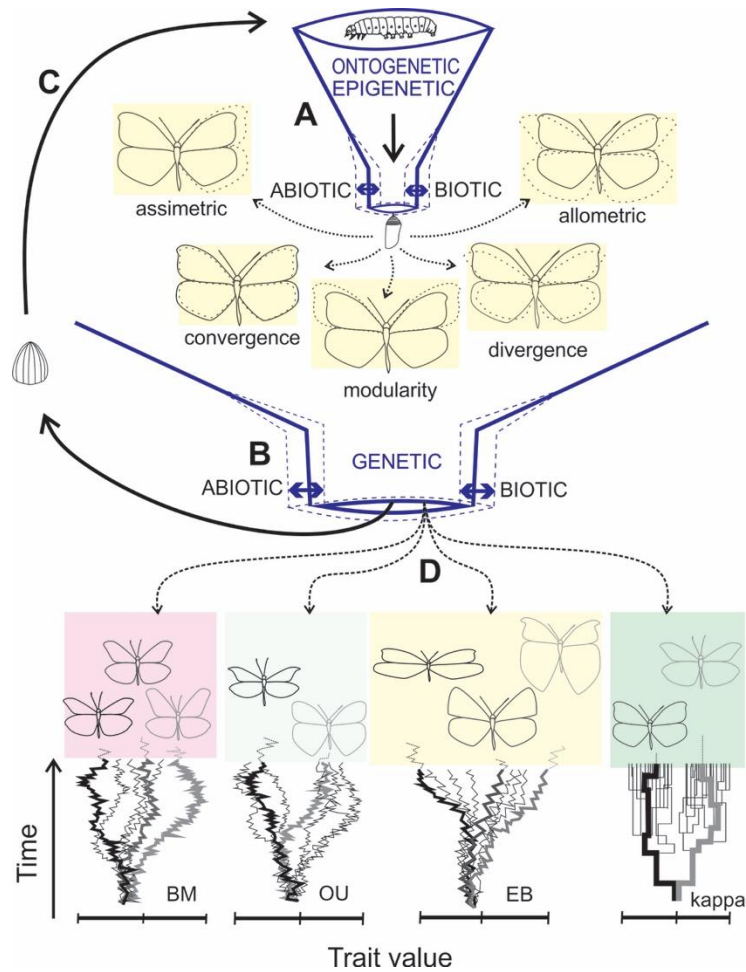 C
ONTOGENETIC
EPIGENETIC
A
ABIOTIC
BIOTIC
assimetric
allometric
convergence
modularity
divergence
B
GENETIC
ABIOTIC
BIOTIC
D
Time
BM
OU
EB
kappa
Trait value